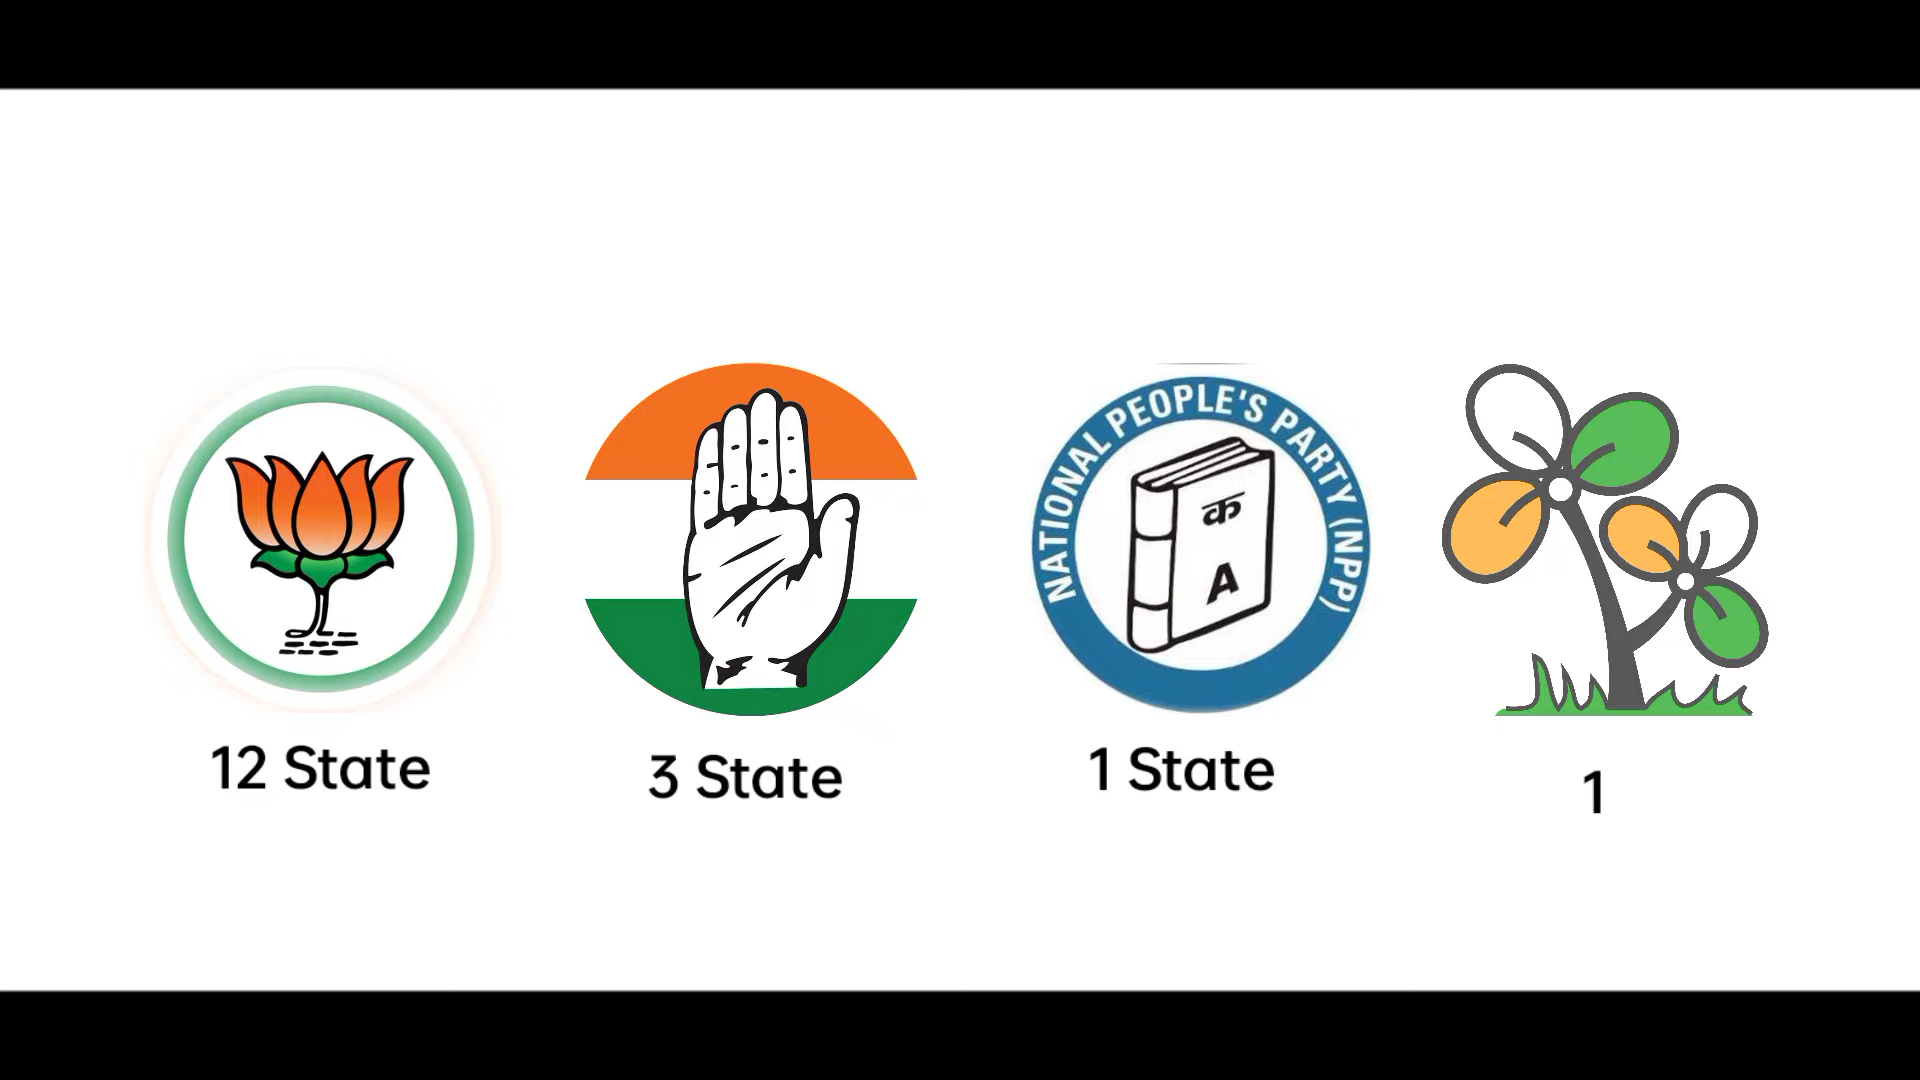 NATIONAL PEOPLE'S PARTY (NPP)
क
A
12 State
3 State
1 State
1